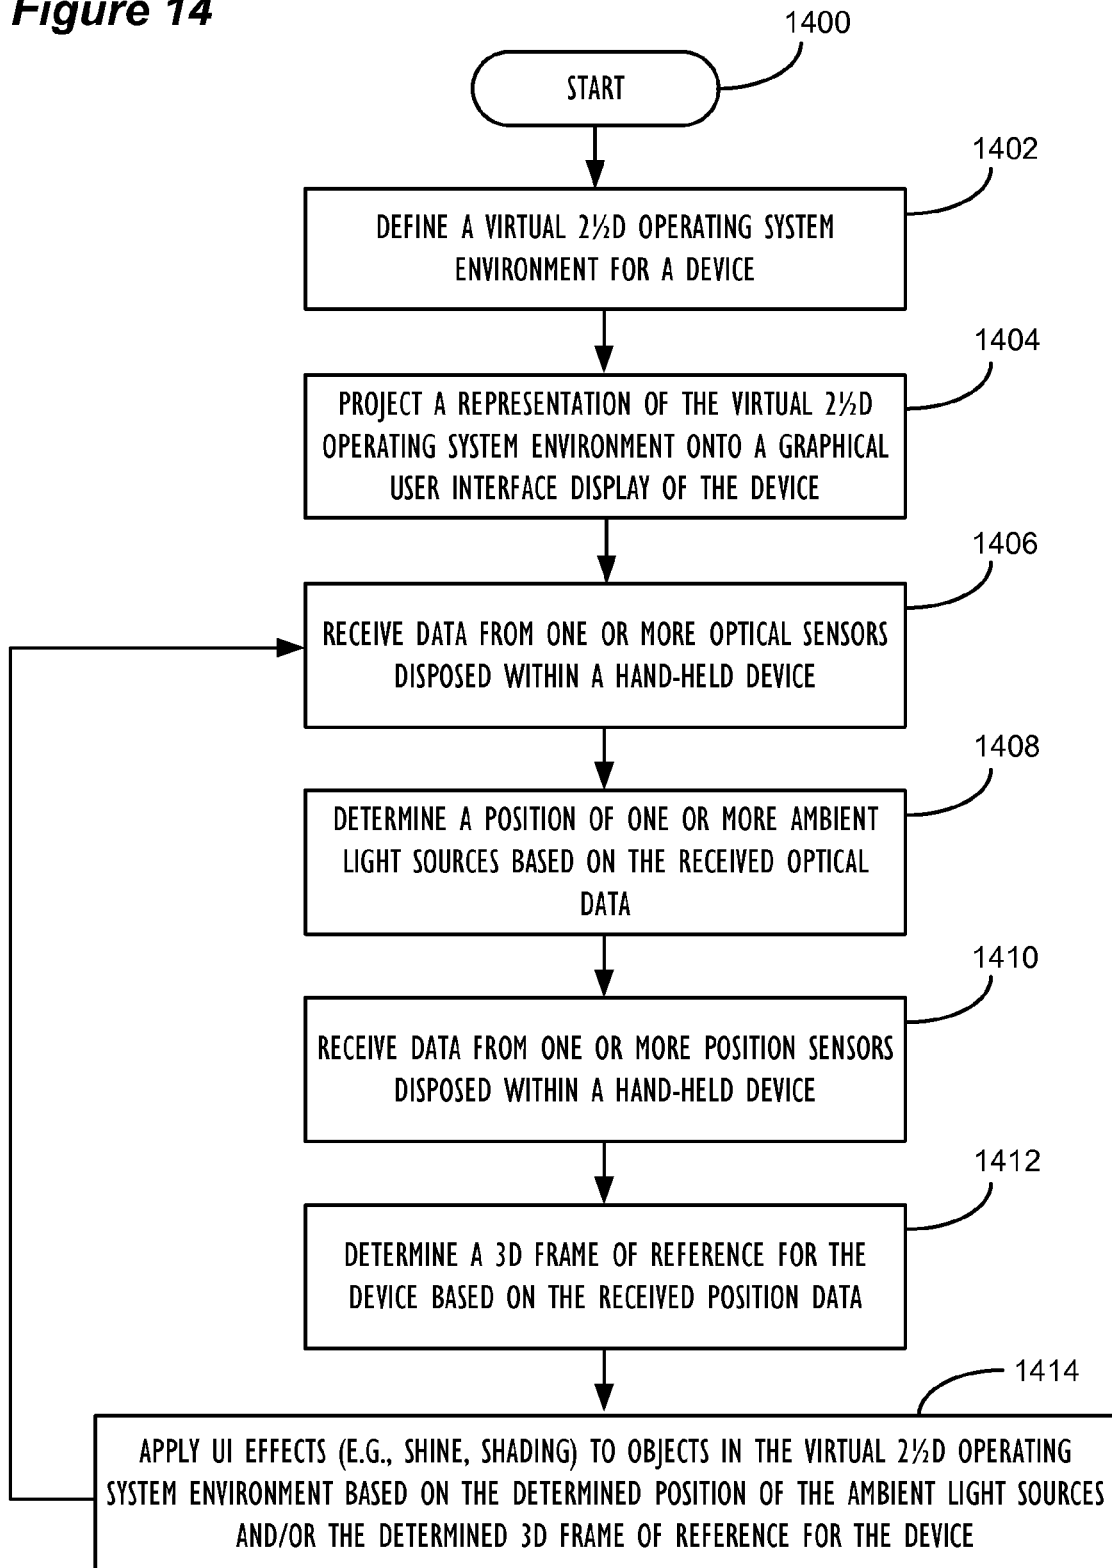 Figure 14
1400
START
1402
DEFINE A VIRTUAL 2½D OPERATING SYSTEM
ENVIRONMENT FOR A DEVICE
1404
PROJECT A REPRESENTATION OF THE VIRTUAL 2½D
OPERATING SYSTEM ENVIRONMENT ONTO A GRAPHICAL
USER INTERFACE DISPLAY OF THE DEVICE
1406
RECEIVE DATA FROM ONE OR MORE OPTICAL SENSORS
DISPOSED WITHIN A HAND-HELD DEVICE
1408
DETERMINE A POSITION OF ONE OR MORE AMBIENT
LIGHT SOURCES BASED ON THE RECEIVED OPTICAL
DATA
1410
RECEIVE DATA FROM ONE OR MORE POSITION SENSORS
DISPOSED WITHIN A HAND-HELD DEVICE
1412
DETERMINE A 3D FRAME OF REFERENCE FOR THE
DEVICE BASED ON THE RECEIVED POSITION DATA
1414
APPLY UI EFFECTS (E.G., SHINE, SHADING) TO OBJECTS IN THE VIRTUAL 2½D OPERATING
SYSTEM ENVIRONMENT BASED ON THE DETERMINED POSITION OF THE AMBIENT LIGHT SOURCES
AND/OR THE DETERMINED 3D FRAME OF REFERENCE FOR THE DEVICE